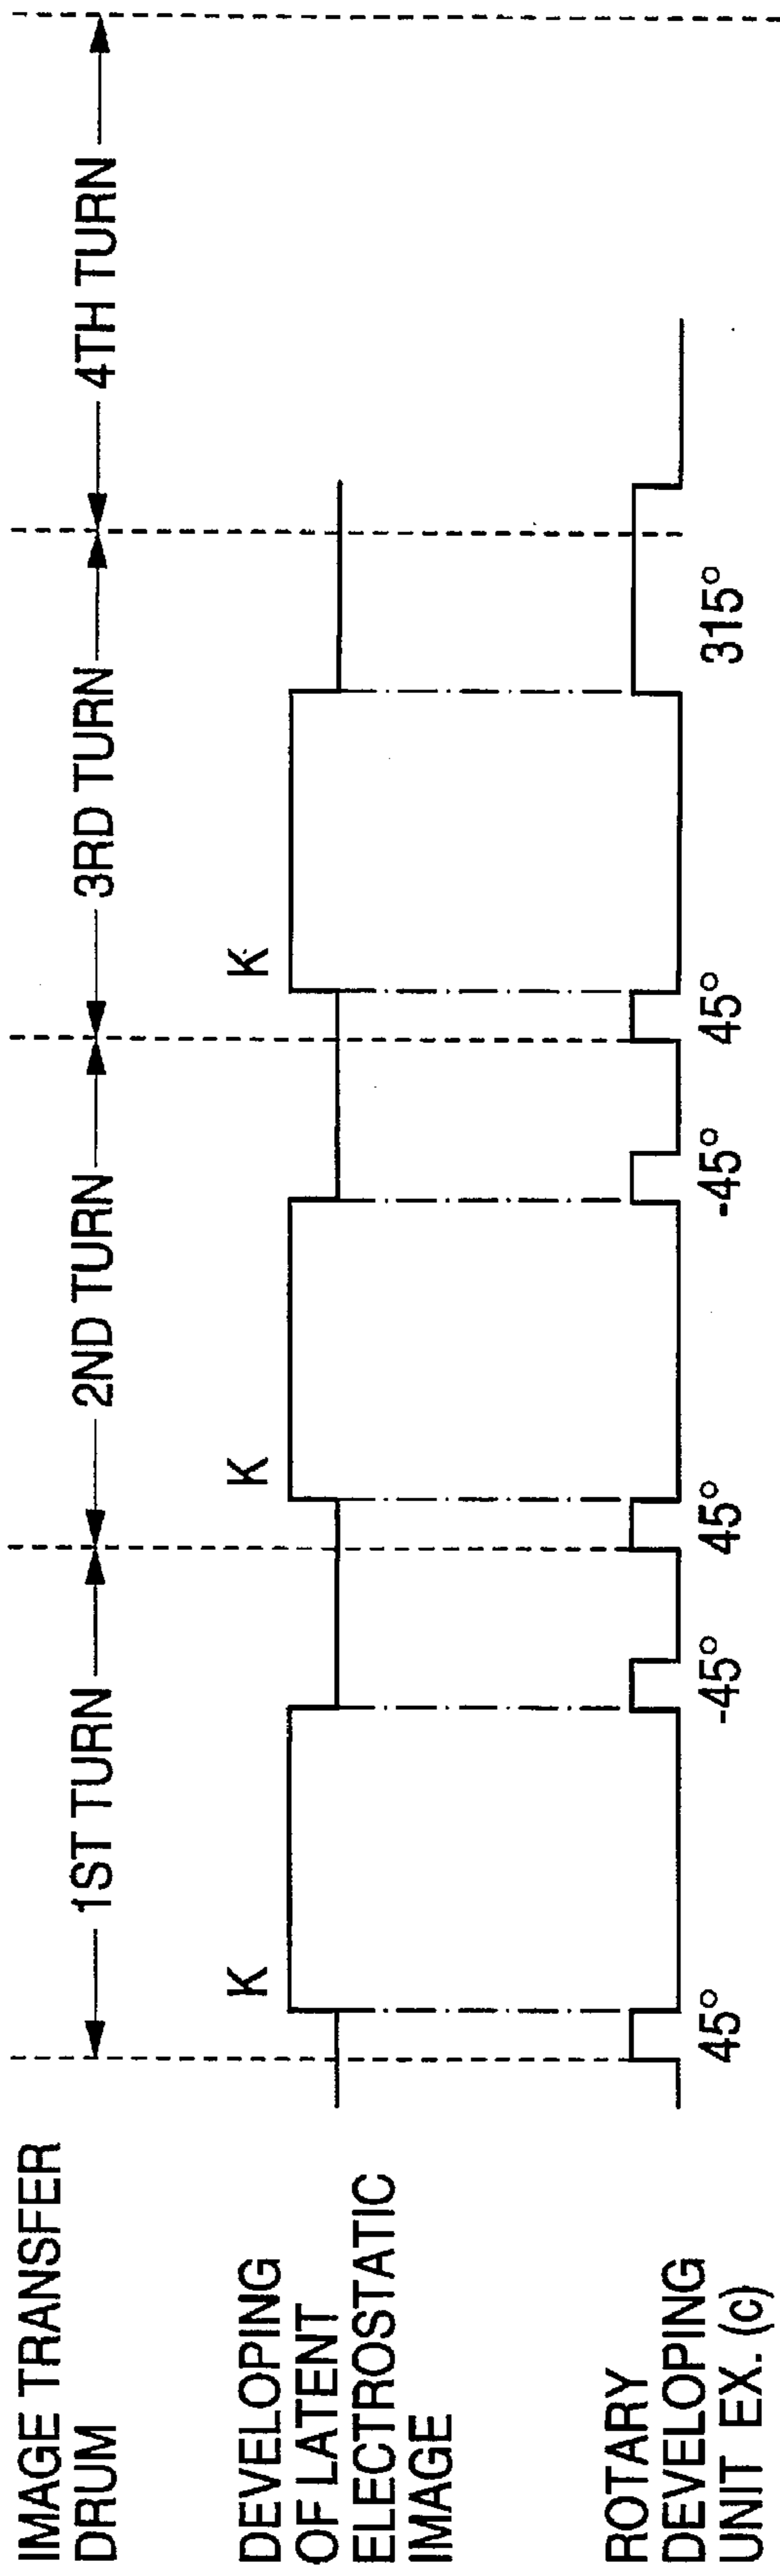 IMAGE TRANSFER
DRUM
1ST TURN
2ND TURN
3RD TURN
4TH TURN
DEVELOPING
OF LATENT
ELECTROSTATIC
IMAGE
K
K
K
ROTARY
DEVELOPING
UNIT EX. (c)
45°
-45°
45°
-45°
45°
315°